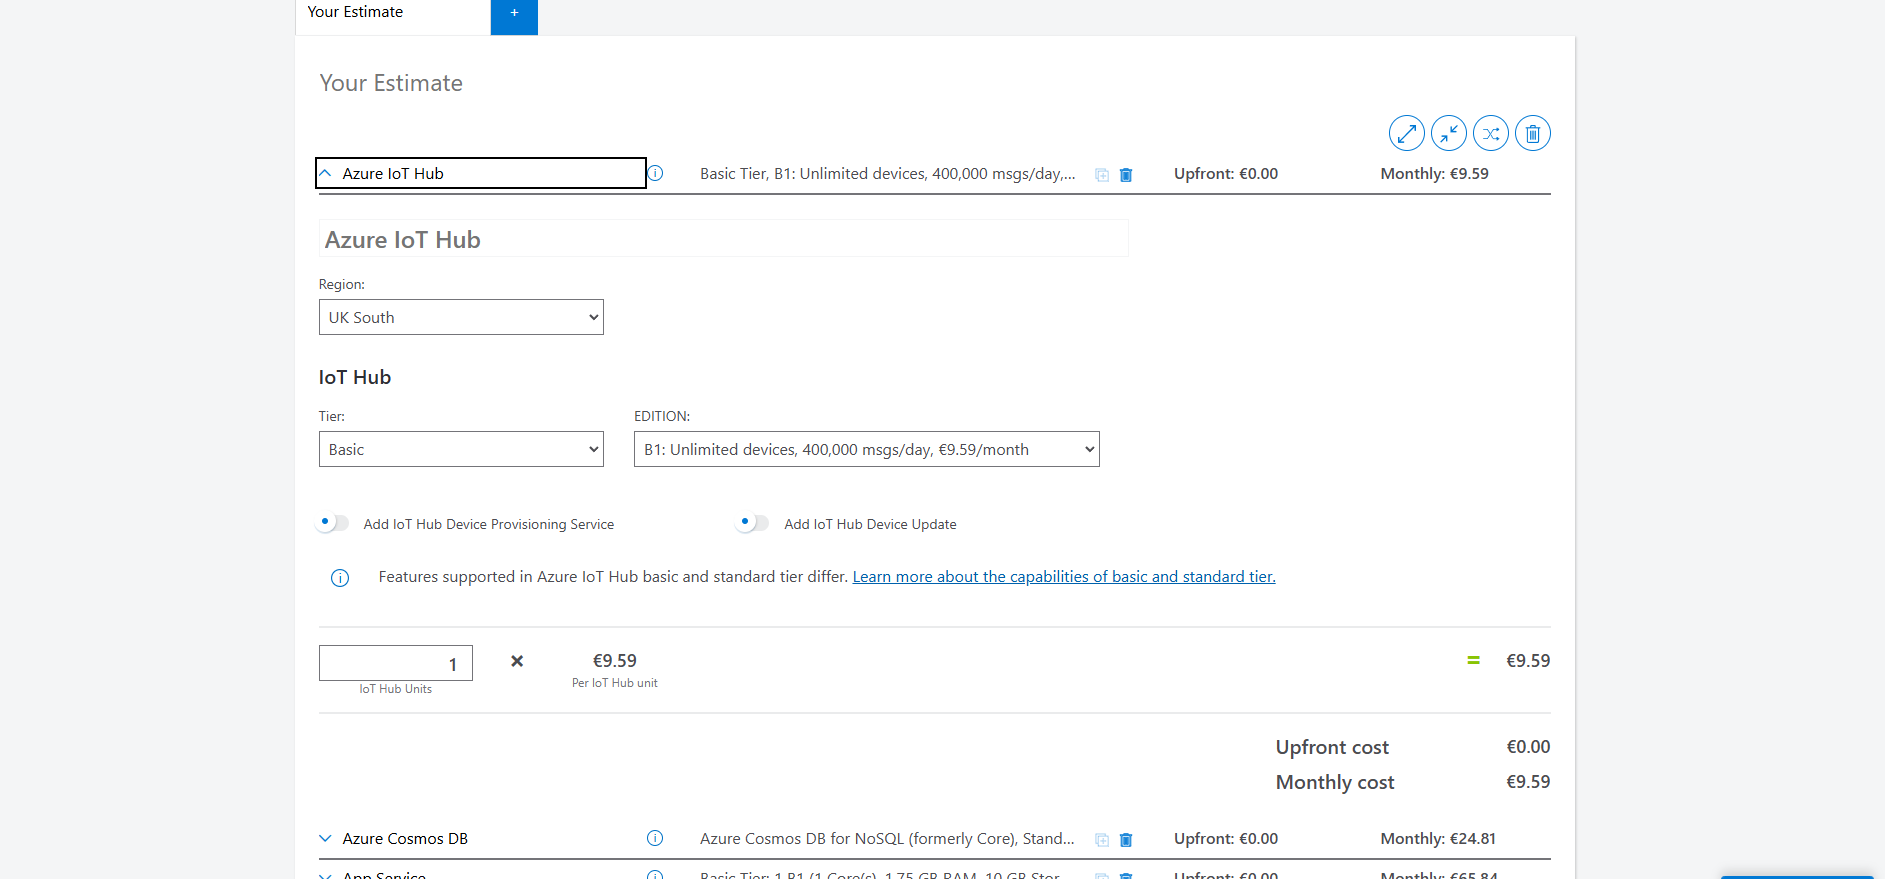 Your Estimate
+
Your Estimate
Azure IoT Hub Basic Tier, B1: Unlimited devices, 400,000 msgs/day,... Upfront: €0.00 Monthly: €9.59
Azure IoT Hub
Region:
UK South
IoT Hub
Tier: EDITION:
Basic B1: Unlimited devices, 400,000 msgs/day, €9.59/month
Add IoT Hub Device Provisioning Service Add IoT Hub Device Update
Features supported in Azure IoT Hub basic and standard tier differ. Learn more about the capabilities of basic and standard tier.
1 × €9.59 = €9.59
IoT Hub Units Per IoT Hub unit
Upfront cost €0.00
Monthly cost €9.59
Azure Cosmos DB Azure Cosmos DB for NoSQL (formerly Core), Stand... Upfront: €0.00 Monthly: €24.81
App Service Basic Tier; 1 B1 (1 Core(s), 1.75 GB RAM, 10 GB Stor... Upfront: €0.00 Monthly: €65.84